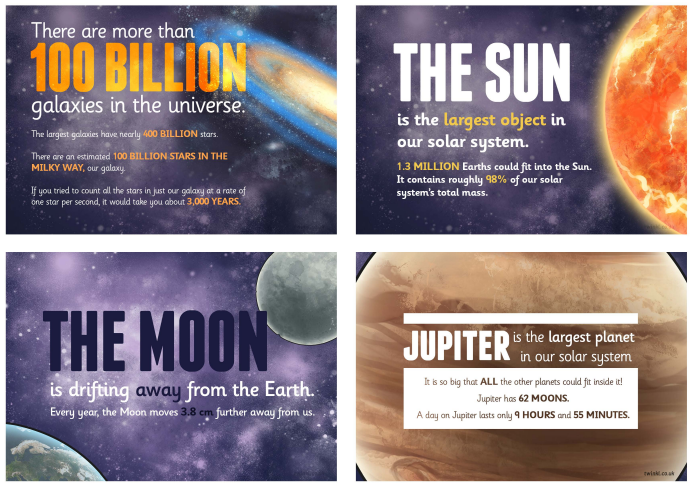 There are more than
100 BILLION
galaxies in the universe.
The largest galaxies have nearly 400 BILLION stars.
There are an estimated 100 BILLION STARS IN THE
MILKY WAY, our galaxy.
If you tried to count all the stars in just our galaxy at a rate of
one star per second, it would take you about 3,000 YEARS.
THE SUN
is the largest object in
our solar system.
1.3 MILLION Earths could fit into the Sun.
It contains roughly 98% of our solar
system's total mass.
THE MOON
is drifting away from the Earth.
Every year, the Moon moves 3.8 cm further away from us.
JUPITER is the largest planet
in our solar system
It is so big that ALL the other planets could fit inside it!
Jupiter has 62 MOONS.
A day on Jupiter lasts only 9 HOURS and 55 MINUTES.
twinkl.co.uk